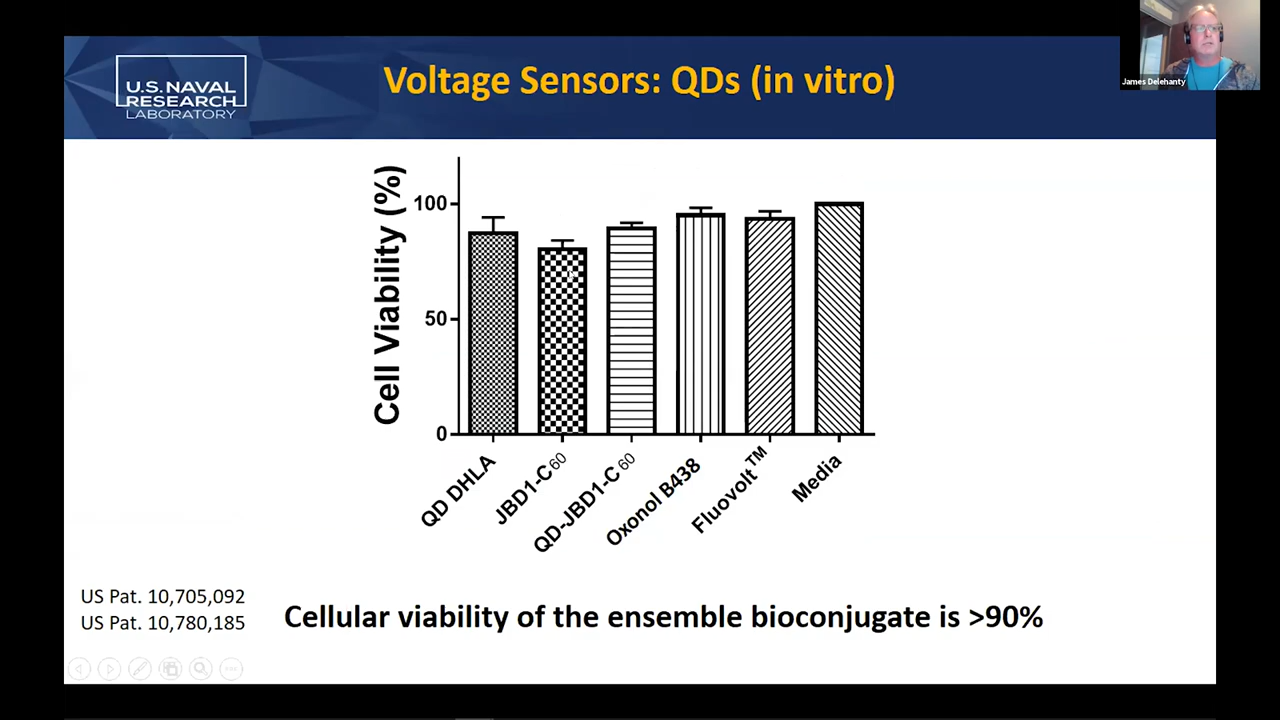 U.S. NAVAL
RESEARCH
LABORATORY
Voltage Sensors: QDs (in vitro)
James Delehanty
Cell Viability (%)
100
50
0
QD DHLA
JBD1-C60
QD-JBD1-C60
Oxonol B438
Fluovolt™
Media
US Pat. 10,705,092
US Pat. 10,780,185
Cellular viability of the ensemble bioconjugate is >90%